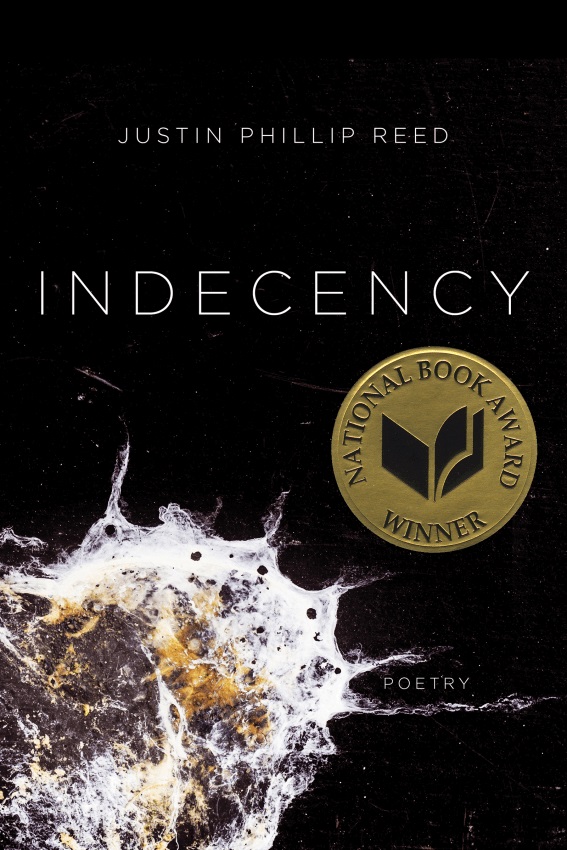 JUSTIN PHILLIP REED
INDECENCY
NATIONAL BOOK AWARD
WINNER
POETRY